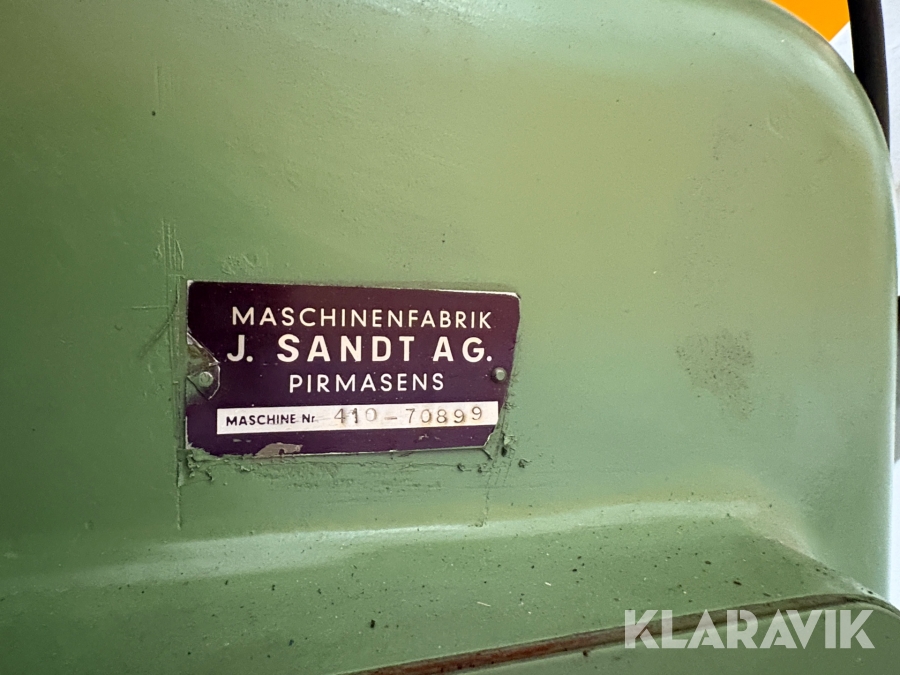 MASCHINENFABRIK
J. SANDT AG.
PIRMASENS
MASCHINE Nr. 410-70899
KLARAVIK